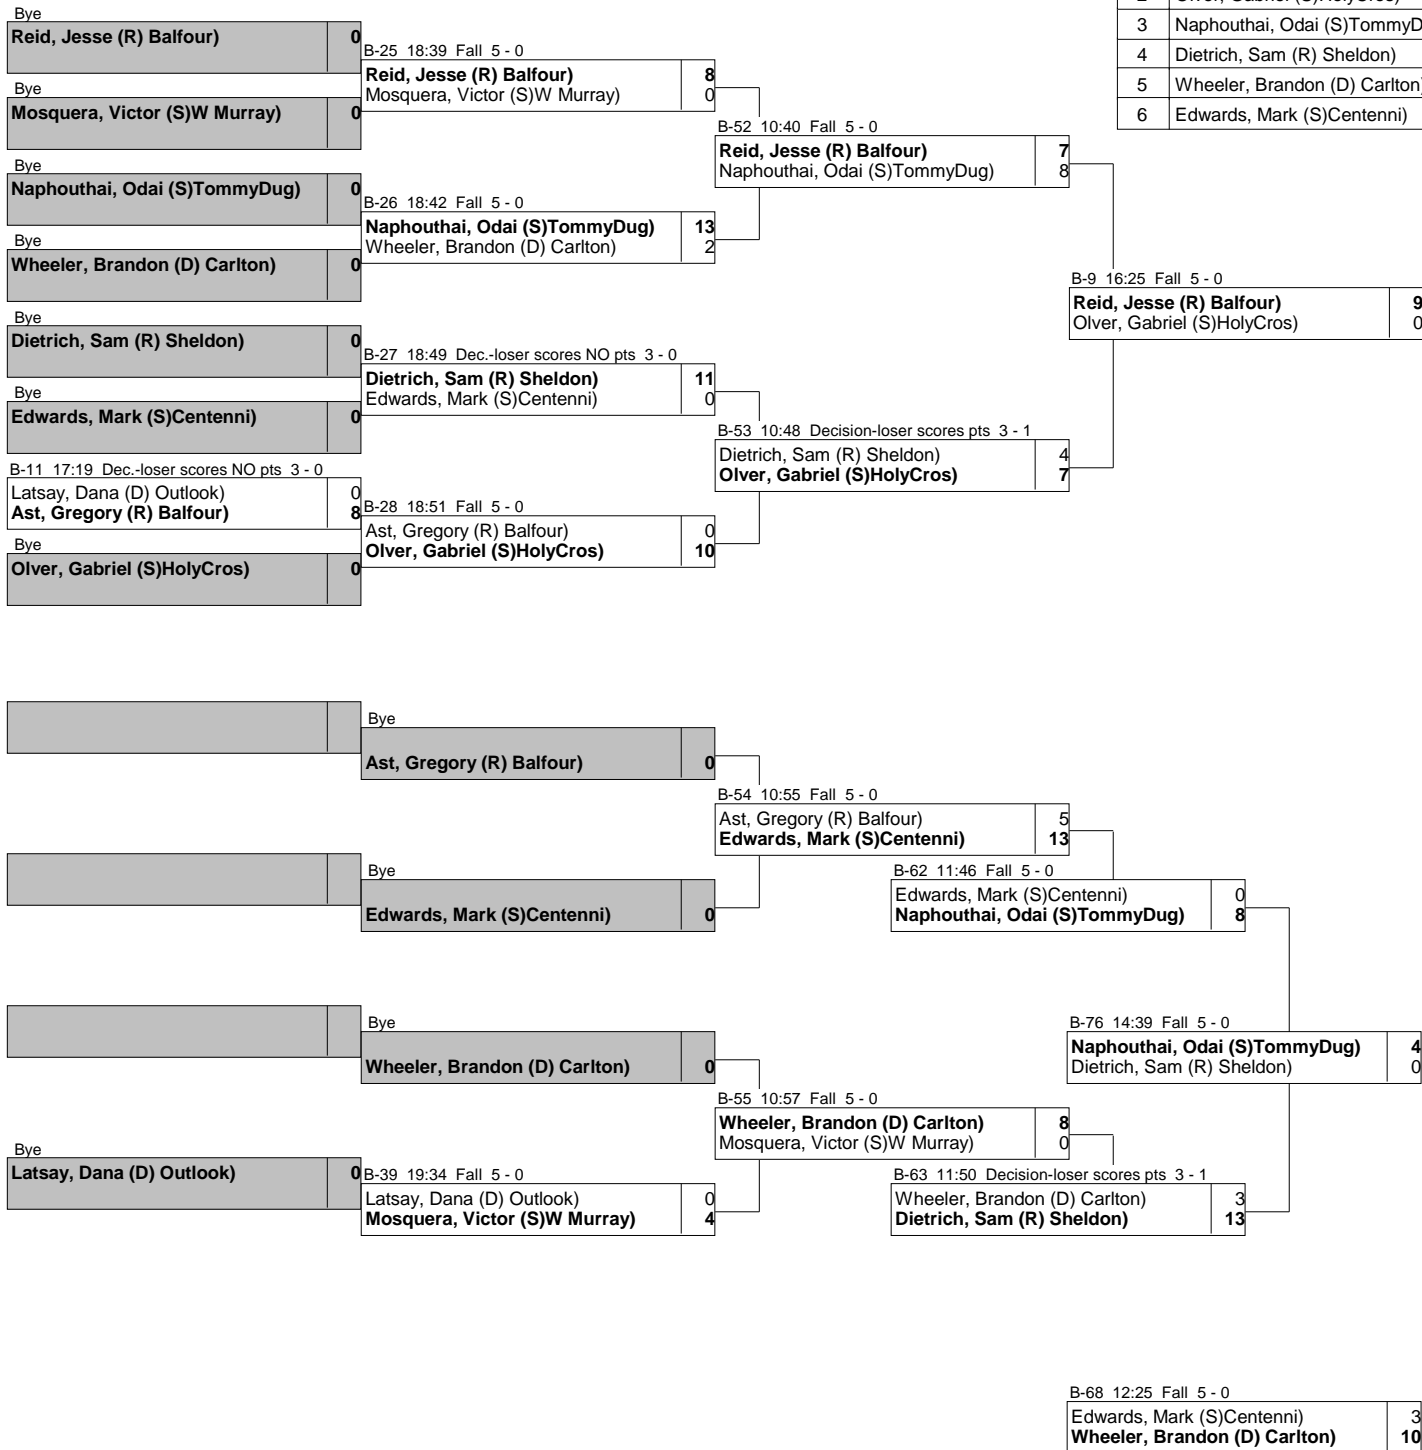 Bye
Reid, Jesse (R) Balfour) 0
Bye
Mosquera, Victor (S)W Murray) 0
Bye
Naphouthai, Odai (S)TommyDug) 0
Bye
Wheeler, Brandon (D) Carlton) 0
Bye
Dietrich, Sam (R) Sheldon) 0
Bye
Edwards, Mark (S)Centenni) 0
B-11 17:19 Dec.-loser scores NO pts 3 - 0
Latsay, Dana (D) Outlook) 0
Ast, Gregory (R) Balfour) 8
Bye
Olver, Gabriel (S)HolyCros) 0
B-25 18:39 Fall 5 - 0
Reid, Jesse (R) Balfour) 8
Mosquera, Victor (S)W Murray) 0
B-26 18:42 Fall 5 - 0
Naphouthai, Odai (S)TommyDug) 13
Wheeler, Brandon (D) Carlton) 2
B-27 18:49 Dec.-loser scores NO pts 3 - 0
Dietrich, Sam (R) Sheldon) 11
Edwards, Mark (S)Centenni) 0
B-28 18:51 Fall 5 - 0
Ast, Gregory (R) Balfour) 0
Olver, Gabriel (S)HolyCros) 10
B-52 10:40 Fall 5 - 0
Reid, Jesse (R) Balfour) 7
Naphouthai, Odai (S)TommyDug) 8
B-53 10:48 Decision-loser scores pts 3 - 1
Dietrich, Sam (R) Sheldon) 4
Olver, Gabriel (S)HolyCros) 7
B-9 16:25 Fall 5 - 0
Reid, Jesse (R) Balfour) 9
Olver, Gabriel (S)HolyCros) 0
3 Naphouthai, Odai (S)TommyD
4 Dietrich, Sam (R) Sheldon)
5 Wheeler, Brandon (D) Carlton)
6 Edwards, Mark (S)Centenni)
Bye
Ast, Gregory (R) Balfour) 0
Bye
Edwards, Mark (S)Centenni) 0
Bye
Wheeler, Brandon (D) Carlton) 0
Bye
Latsay, Dana (D) Outlook) 0
B-39 19:34 Fall 5 - 0
Latsay, Dana (D) Outlook) 0
Mosquera, Victor (S)W Murray) 4
B-54 10:55 Fall 5 - 0
Ast, Gregory (R) Balfour) 5
Edwards, Mark (S)Centenni) 13
B-55 10:57 Fall 5 - 0
Wheeler, Brandon (D) Carlton) 8
Mosquera, Victor (S)W Murray) 0
B-62 11:46 Fall 5 - 0
Edwards, Mark (S)Centenni) 0
Naphouthai, Odai (S)TommyDug) 8
B-63 11:50 Decision-loser scores pts 3 - 1
Wheeler, Brandon (D) Carlton) 3
Dietrich, Sam (R) Sheldon) 13
B-76 14:39 Fall 5 - 0
Naphouthai, Odai (S)TommyDug) 4
Dietrich, Sam (R) Sheldon) 0
B-68 12:25 Fall 5 - 0
Edwards, Mark (S)Centenni) 3
Wheeler, Brandon (D) Carlton) 10